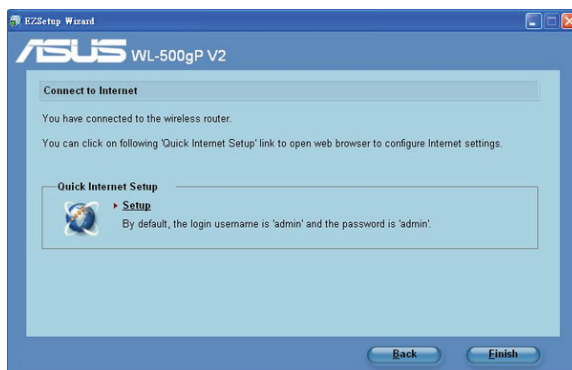 EZSetup Wizard
ASUS WL-500gP V2
Connect to Internet
You have connected to the wireless router.
You can click on following 'Quick Internet Setup' link to open web browser to configure Internet settings.
Quick Internet Setup
Setup
By default, the login username is 'admin' and the password is 'admin'.
Back Finish